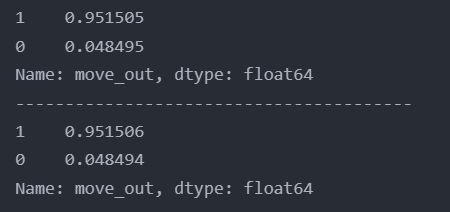 1    0.951505
0    0.048495
Name: move_out, dtype: float64
----------------------------------------
1    0.951506
0    0.048494
Name: move_out, dtype: float64